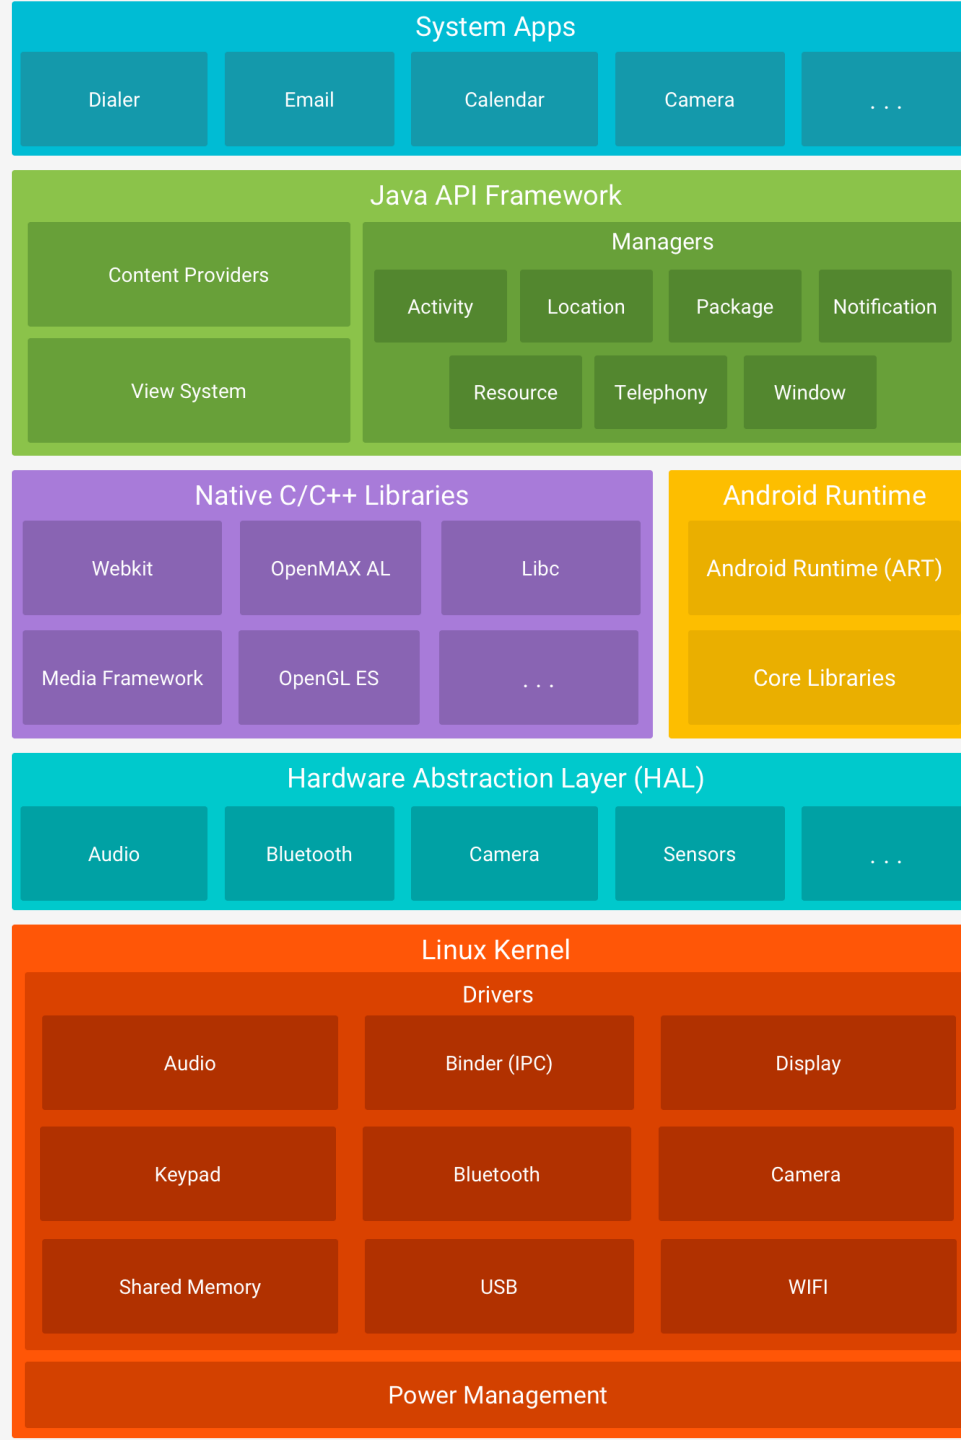 System Apps
Dialer
Email
Calendar
Camera
. . .
Java API Framework
Content Providers
View System
Managers
Activity
Location
Package
Notification
Resource
Telephony
Window
Native C/C++ Libraries
Webkit
OpenMAX AL
Libc
Media Framework
OpenGL ES
. . .
Android Runtime
Android Runtime (ART)
Core Libraries
Hardware Abstraction Layer (HAL)
Audio
Bluetooth
Camera
Sensors
. . .
Linux Kernel
Drivers
Audio
Binder (IPC)
Display
Keypad
Bluetooth
Camera
Shared Memory
USB
WIFI
Power Management